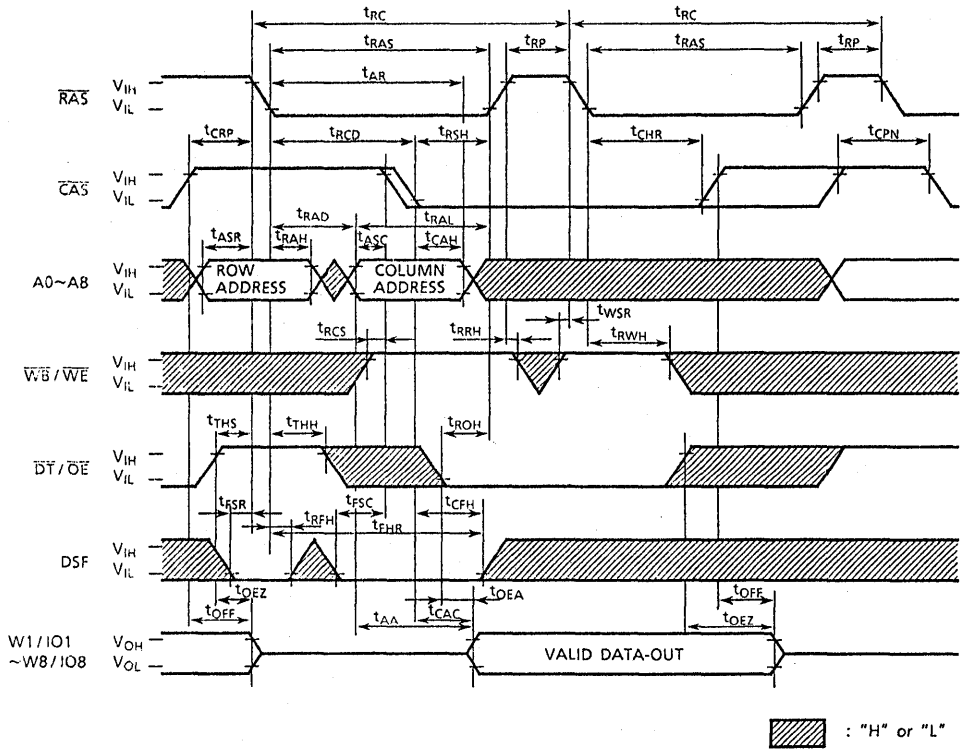 tRC tRC
tRAS tRP tRAS tRP
tAR
RAS VIH
VIL
tCRP tRCD tRSH tCHR tCPN
CAS VIH
VIL
tRAD tRAL
tASR tRAH tASC tCAH
A0~A8 VIH
VIL
ROW ADDRESS
COLUMN ADDRESS
tWSR
tRCS tRRH tRWH
WB/WE VIH
VIL
tTHS tTHH tROH
DT/OE VIH
VIL
tFSR tRFH tFSC tCFH
tFHR
DSF VIH
VIL
tOEZ tOEA tOFF
tOFF tAA tCAC tOEZ
W1/IO1
~W8/IO8
VOH
VOL
VALID DATA-OUT
: "H" or "L"